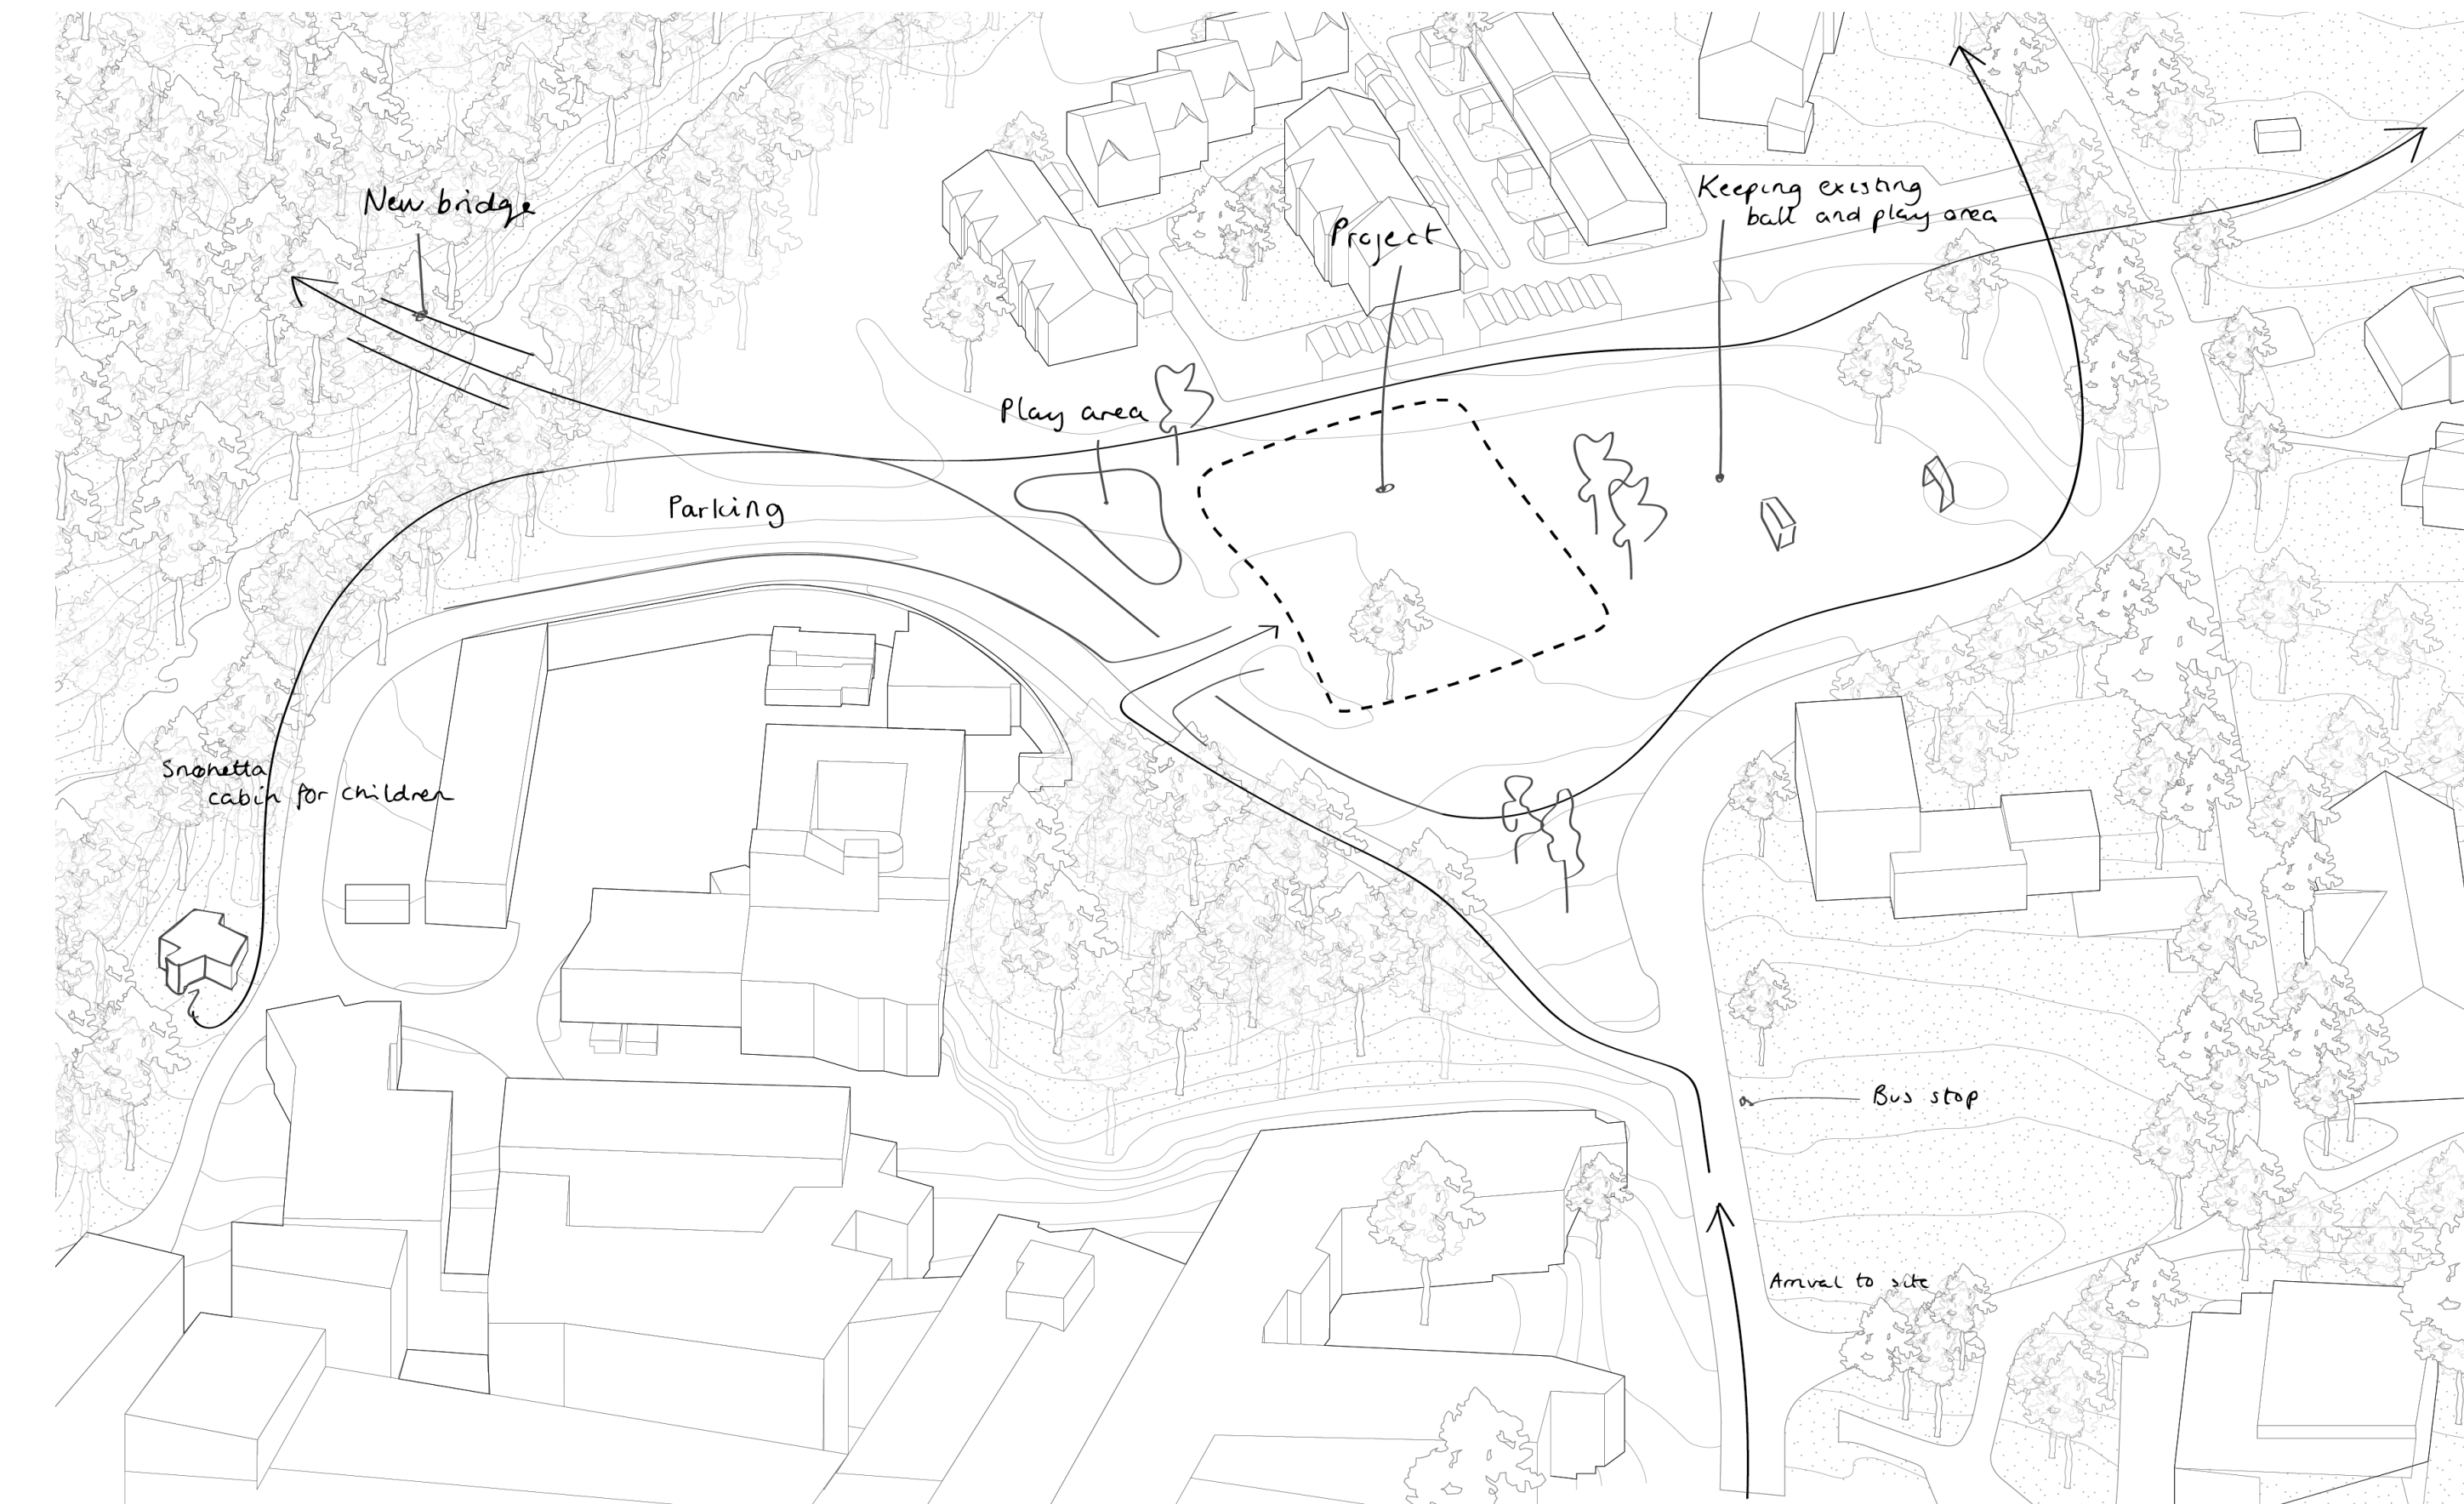 New bridge
Project
Keeping existing
ball and play area
Play area
Parking
Snøhetta
cabin for children
Bus stop
Arrival to site